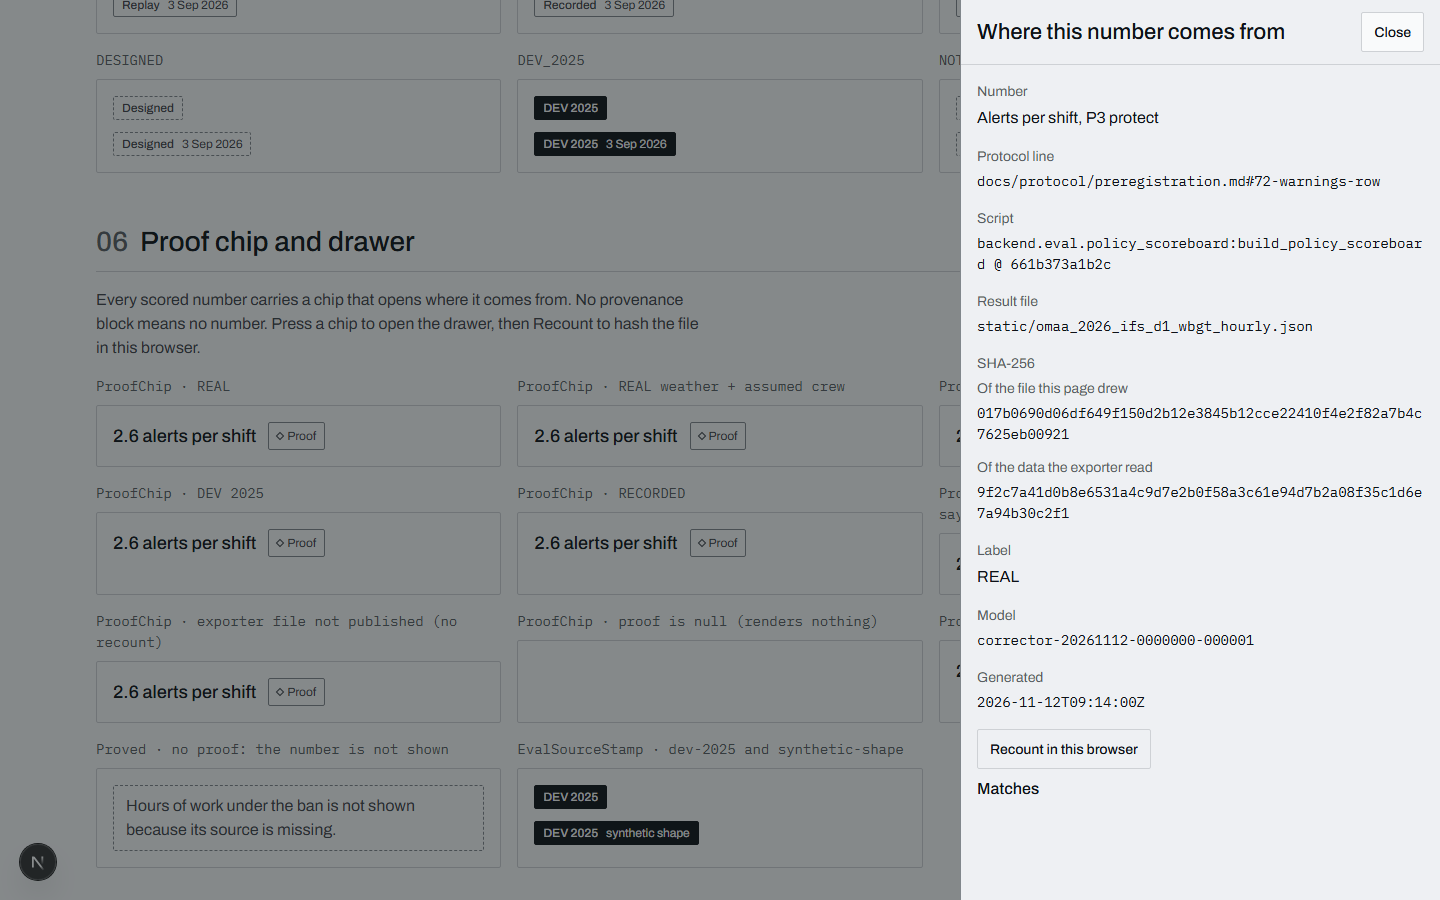 Replay 3 Sep 2026
Recorded 3 Sep 2026
DESIGNED
DEV_2025
NOT
Designed
DEV 2025
Designed 3 Sep 2026
DEV 2025 3 Sep 2026
06 Proof chip and drawer
Every scored number carries a chip that opens where it comes from. No provenance
block means no number. Press a chip to open the drawer, then Recount to hash the file
in this browser.
ProofChip · REAL
ProofChip · REAL weather + assumed crew
Pro
2.6 alerts per shift ◇ Proof
2.6 alerts per shift ◇ Proof
2
ProofChip · DEV 2025
ProofChip · RECORDED
Pro
say
2.6 alerts per shift ◇ Proof
2.6 alerts per shift ◇ Proof
2
ProofChip · exporter file not published (no
recount)
ProofChip · proof is null (renders nothing)
Pro
2.6 alerts per shift ◇ Proof
2
Proved · no proof: the number is not shown
EvalSourceStamp · dev-2025 and synthetic-shape
Hours of work under the ban is not shown
because its source is missing.
DEV 2025
DEV 2025 synthetic shape
N
Where this number comes from
Close
Number
Alerts per shift, P3 protect
Protocol line
docs/protocol/preregistration.md#72-warnings-row
Script
backend.eval.policy_scoreboard:build_policy_scoreboar
d @ 661b373a1b2c
Result file
static/omaa_2026_ifs_d1_wbgt_hourly.json
SHA-256
Of the file this page drew
017b0690d06df649f150d2b12e3845b12cce22410f4e2f82a7b4c
7625eb00921
Of the data the exporter read
9f2c7a41d0b8e6531a4c9d7e2b0f58a3c61e94d7b2a08f35c1d6e
7a94b30c2f1
Label
REAL
Model
corrector-20261112-0000000-000001
Generated
2026-11-12T09:14:00Z
Recount in this browser
Matches